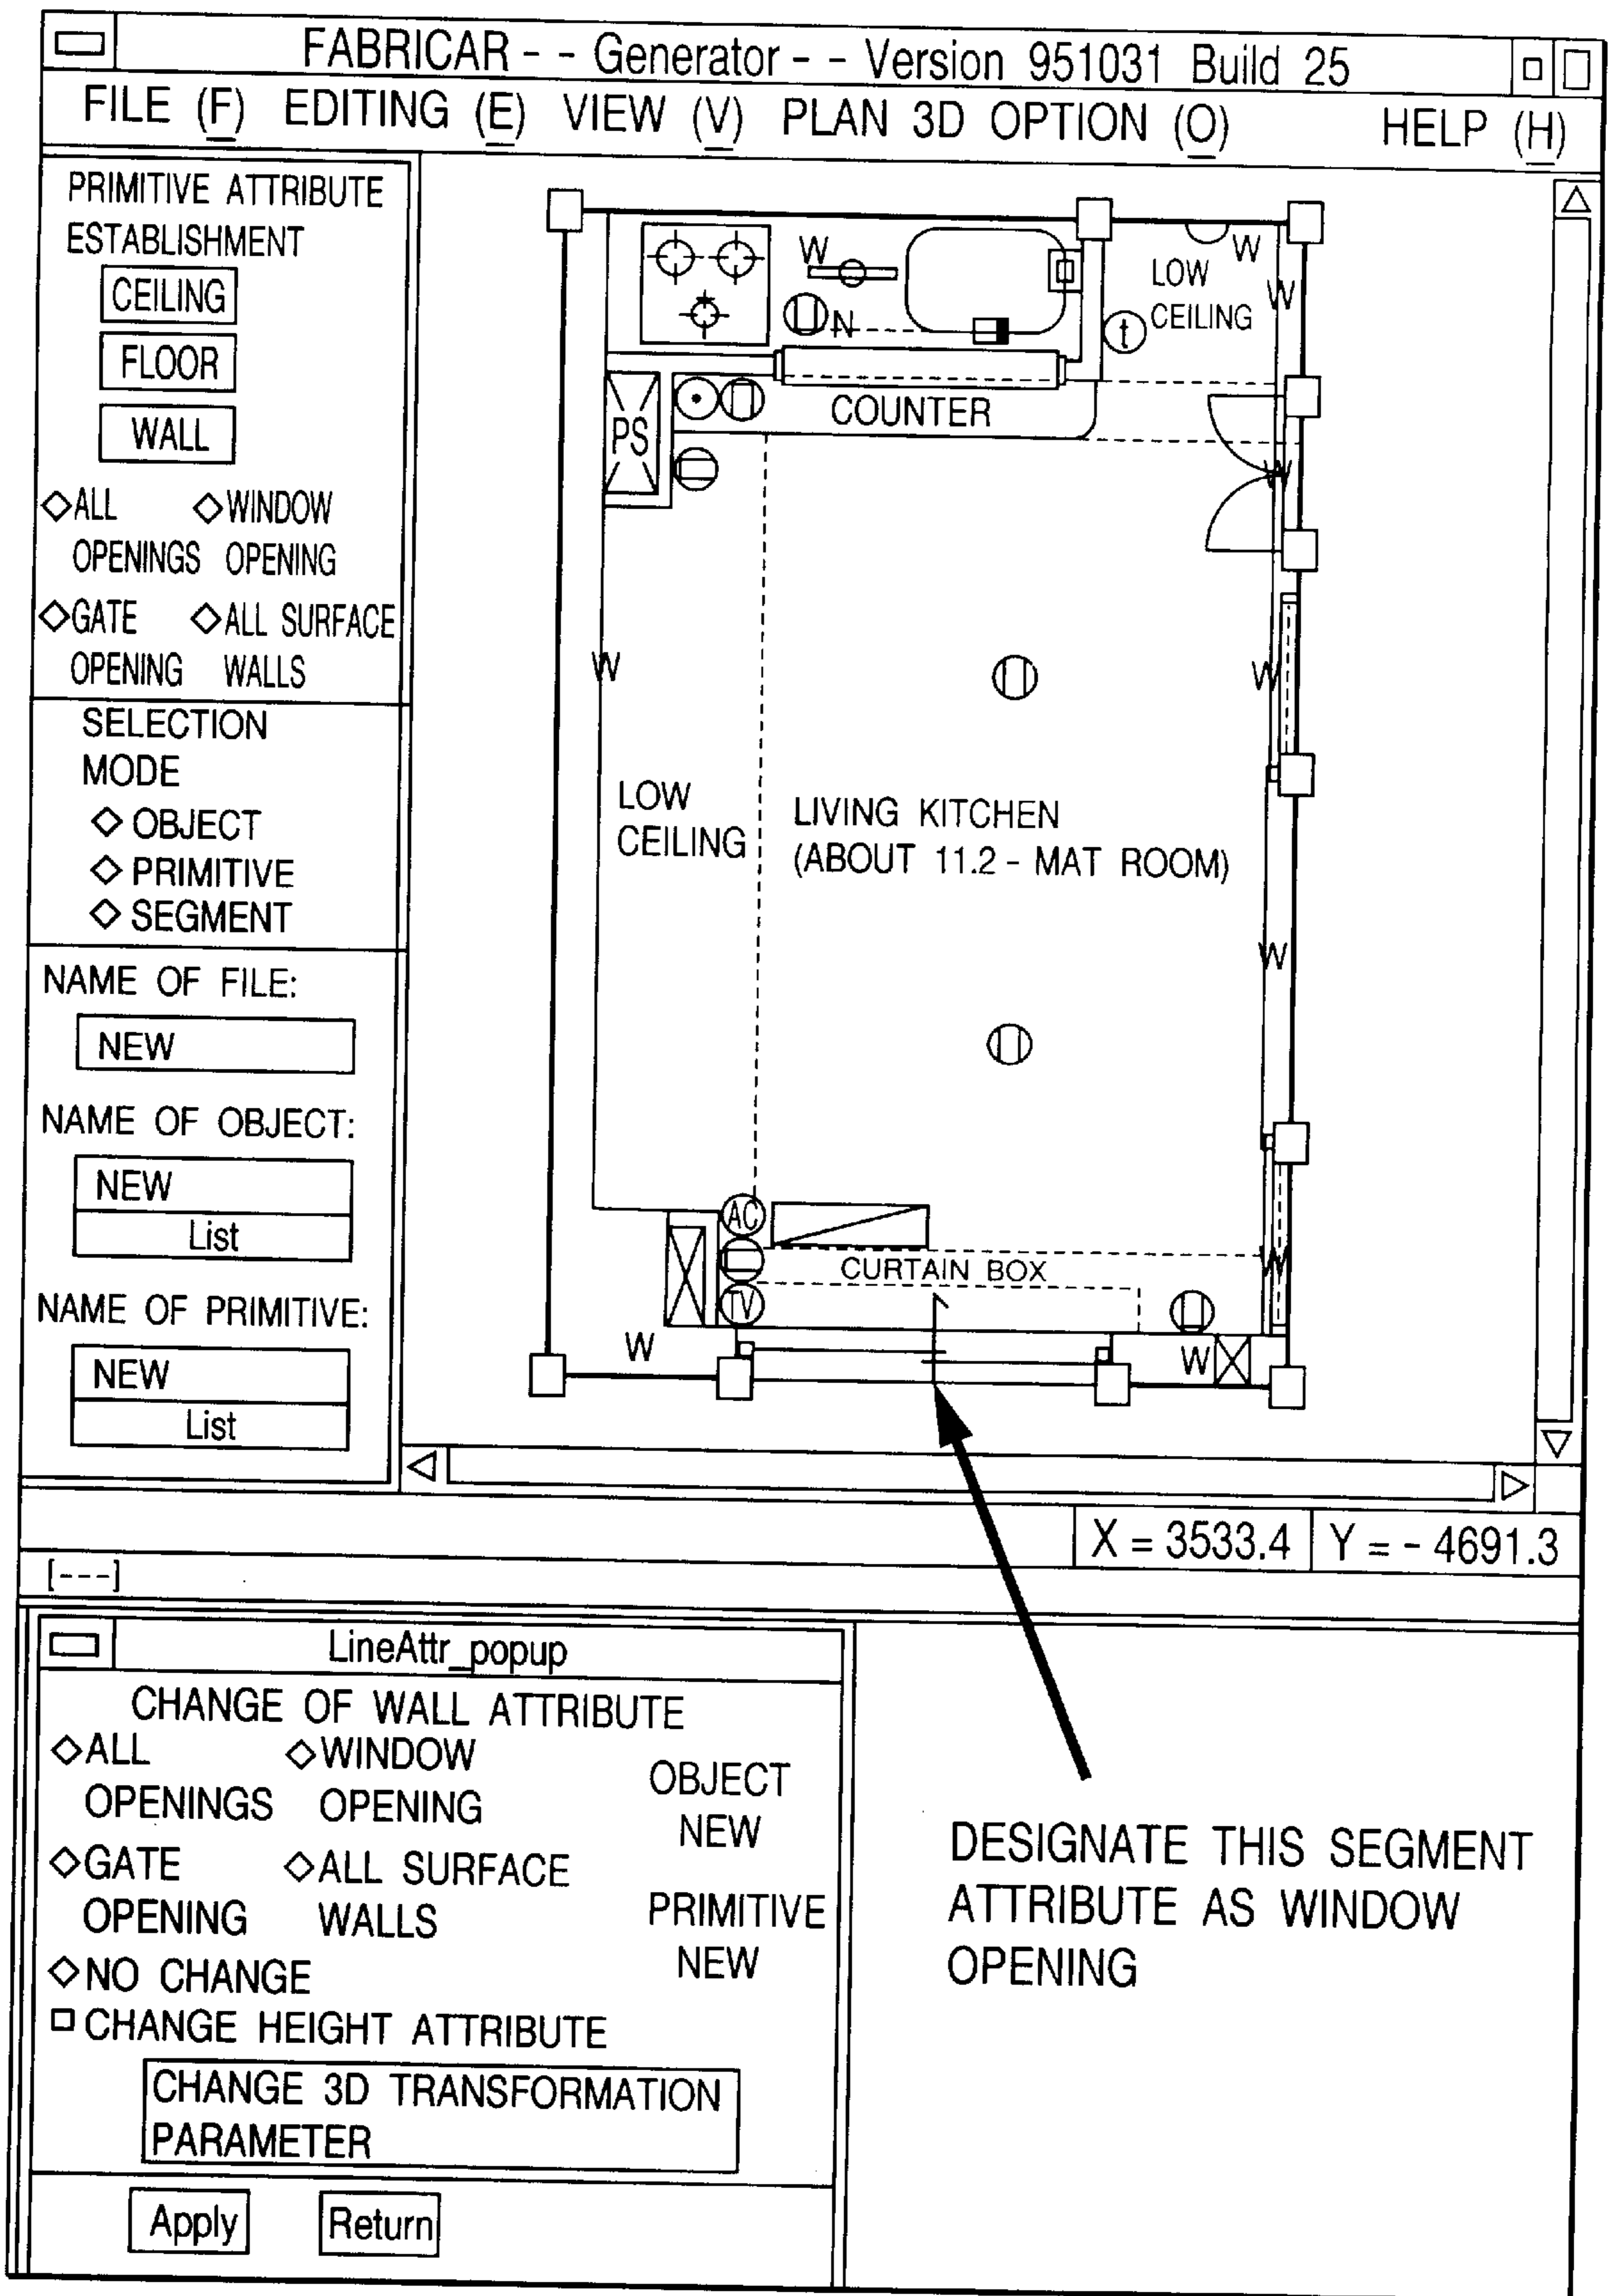 FABRICAR - - Generator - - Version 951031 Build 25
FILE (F) EDITING (E) VIEW (V) PLAN 3D OPTION (O) HELP (H)
PRIMITIVE ATTRIBUTE
ESTABLISHMENT
CEILING
FLOOR
WALL
◇ALL ◇WINDOW
OPENINGS OPENING
◇GATE ◇ALL SURFACE
OPENING WALLS
SELECTION
MODE
◇ OBJECT
◇ PRIMITIVE
◇ SEGMENT
NAME OF FILE:
NEW
NAME OF OBJECT:
NEW
List
NAME OF PRIMITIVE:
NEW
List
W
W
LOW
CEILING
W
N
t
COUNTER
PS
W
W
W
LOW
CEILING
LIVING KITCHEN
(ABOUT 11.2 - MAT ROOM)
W
AC
CURTAIN BOX
W
TV
W
W
X = 3533.4 Y = - 4691.3
[---]
LineAttr_popup
CHANGE OF WALL ATTRIBUTE
◇ALL ◇WINDOW
OPENINGS OPENING
OBJECT
NEW
◇GATE ◇ALL SURFACE
OPENING WALLS
PRIMITIVE
NEW
◇NO CHANGE
□ CHANGE HEIGHT ATTRIBUTE
CHANGE 3D TRANSFORMATION
PARAMETER
Apply Return
DESIGNATE THIS SEGMENT
ATTRIBUTE AS WINDOW
OPENING